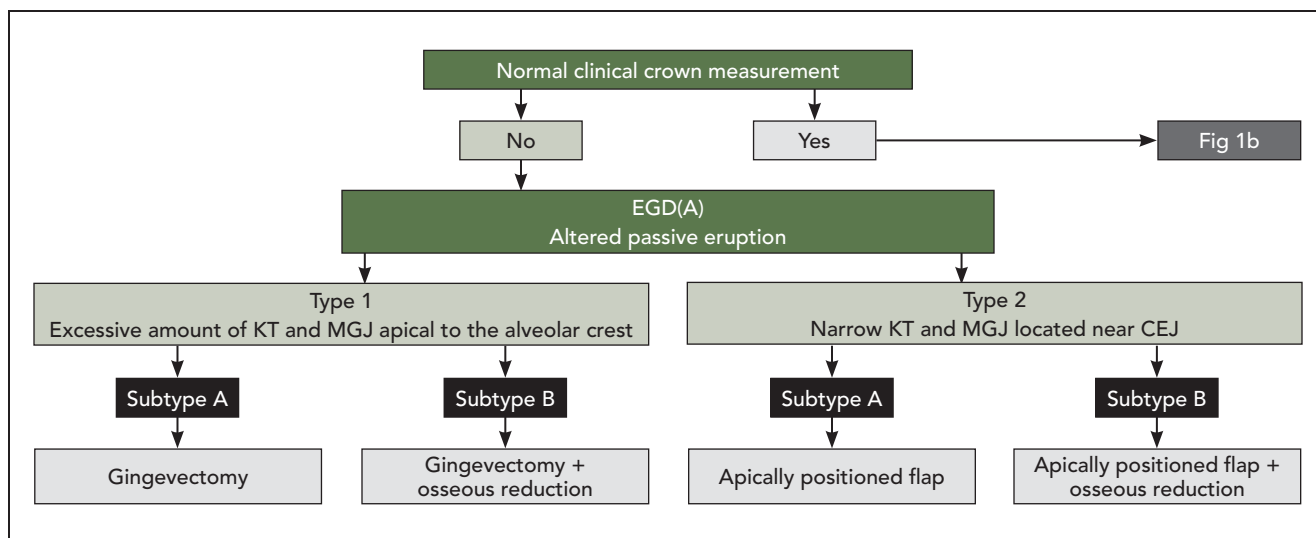 Normal clinical crown measurement
No
Yes
Fig 1b
EGD(A)
Altered passive eruption
Type 1
Excessive amount of KT and MGJ apical to the alveolar crest
Type 2
Narrow KT and MGJ located near CEJ
Subtype A
Subtype B
Subtype A
Subtype B
Gingevectomy
Gingevectomy +
osseous reduction
Apically positioned flap
Apically positioned flap +
osseous reduction